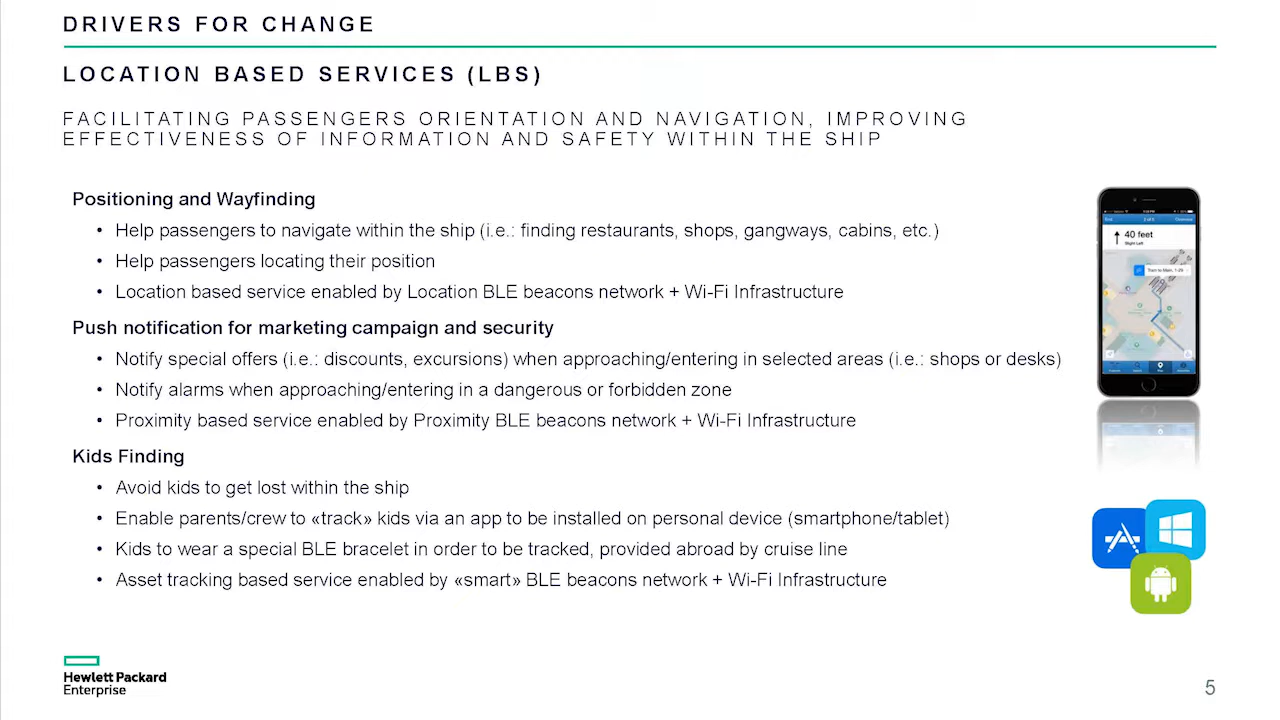 DRIVERS FOR CHANGE
LOCATION BASED SERVICES (LBS)
FACILITATING PASSENGERS ORIENTATION AND NAVIGATION, IMPROVING
EFFECTIVENESS OF INFORMATION AND SAFETY WITHIN THE SHIP
Positioning and Wayfinding
• Help passengers to navigate within the ship (i.e.: finding restaurants, shops, gangways, cabins, etc.)
• Help passengers locating their position
• Location based service enabled by Location BLE beacons network + Wi-Fi Infrastructure
Push notification for marketing campaign and security
• Notify special offers (i.e.: discounts, excursions) when approaching/entering in selected areas (i.e.: shops or desks)
• Notify alarms when approaching/entering in a dangerous or forbidden zone
• Proximity based service enabled by Proximity BLE beacons network + Wi-Fi Infrastructure
Kids Finding
• Avoid kids to get lost within the ship
• Enable parents/crew to «track» kids via an app to be installed on personal device (smartphone/tablet)
• Kids to wear a special BLE bracelet in order to be tracked, provided abroad by cruise line
• Asset tracking based service enabled by «smart» BLE beacons network + Wi-Fi Infrastructure
40 feet
Slight Left
Hewlett Packard
Enterprise
5